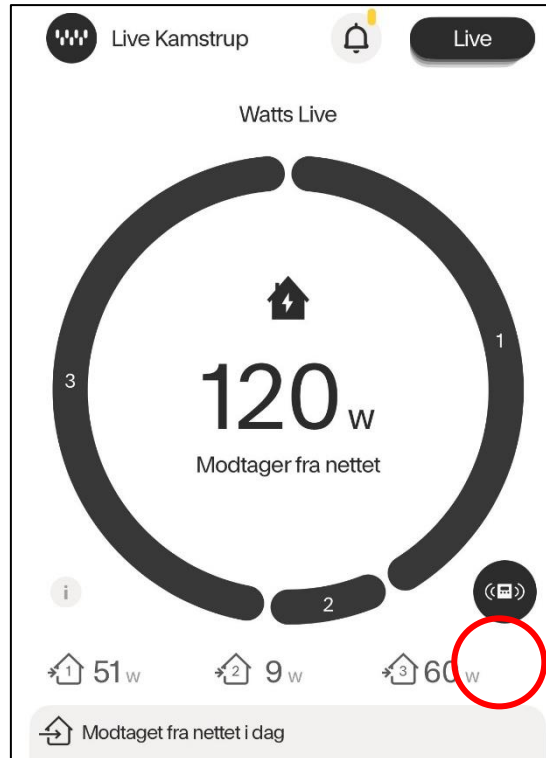 Live Kamstrup
Live
Watts Live
1
3
120 w
Modtager fra nettet
i
2
1 51 w 2 9 w 3 60 w
Modtaget fra nettet i dag